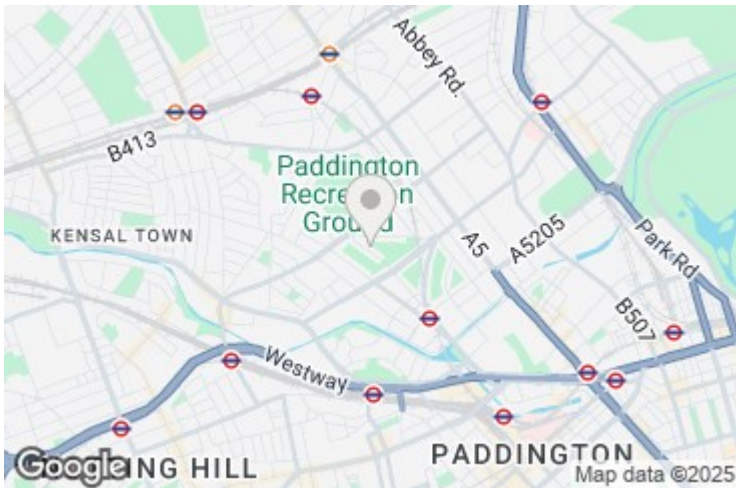 Abbey Rd.
B413
Paddington
Recreation
Ground
KENSAL TOWN
A5
A5205
Park Rd
B507
Westway
PADDINGTON
ING HILL
Google
Map data ©2025